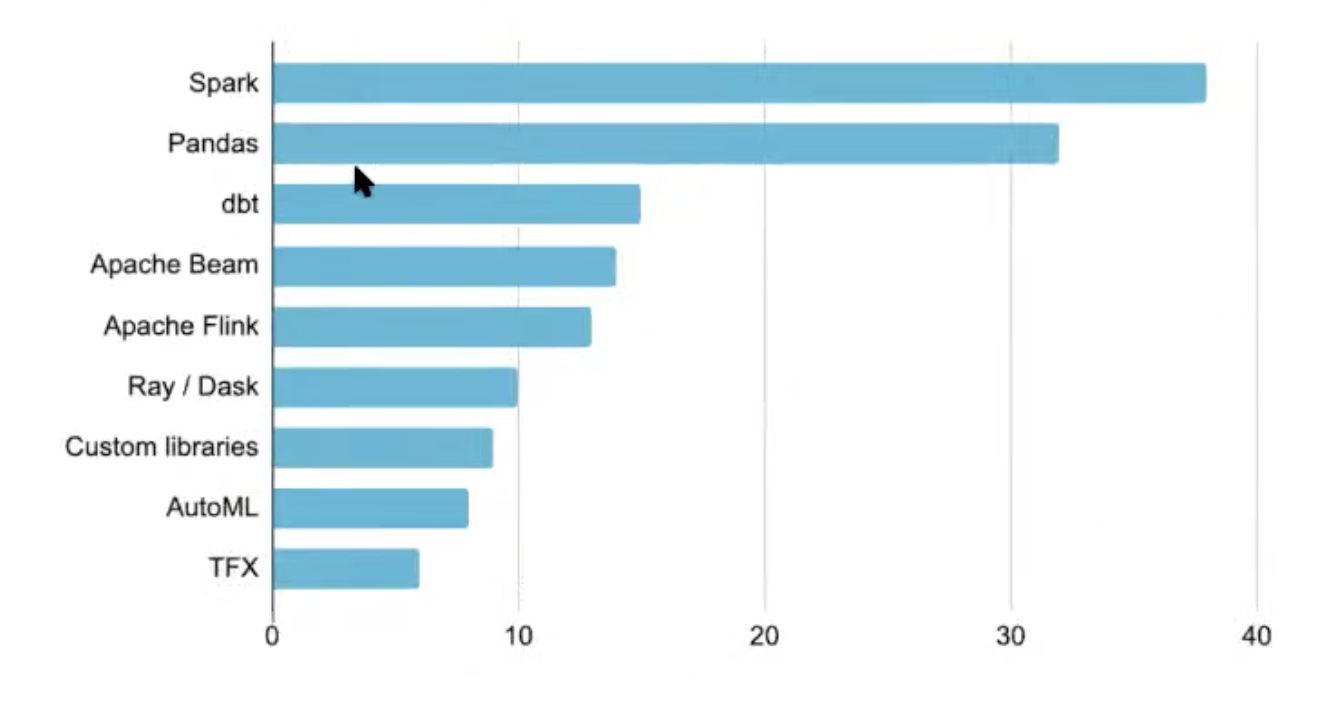 Spark
Pandas
dbt
Apache Beam
Apache Flink
Ray / Dask
Custom libraries
AutoML
TFX
0 10 20 30 40